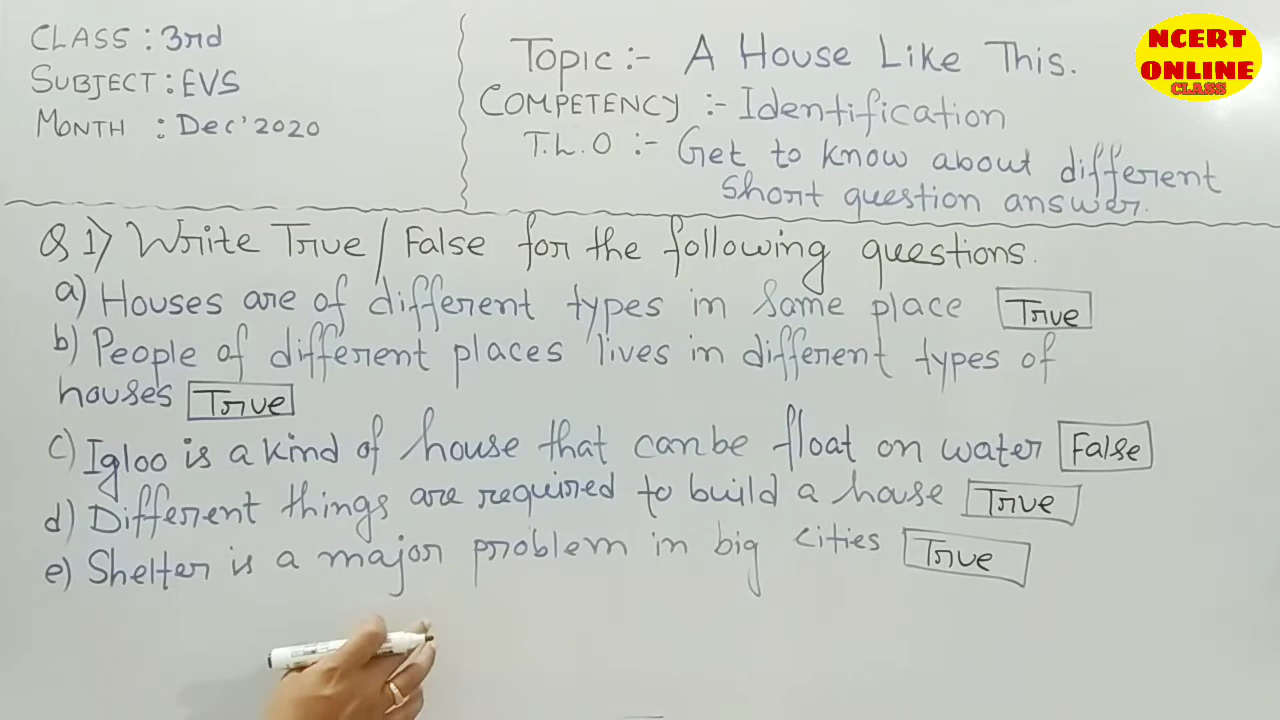 CLASS : 3rd
SUBJECT : EVS
MONTH : Dec'2020
TOPIC :- A HOUSE LIKE THIS.
COMPETENCY :- Identification
T.L.O :- Get to know about different
short question answer.
NCERT
ONLINE
CLASS
Q 1) Write True / False for the following questions.
a) Houses are of different types in same place True
b) People of different places lives in different types of
houses True
c) Igloo is a kind of house that can be float on water False
d) Different things are required to build a house True
e) Shelter is a major problem in big cities True